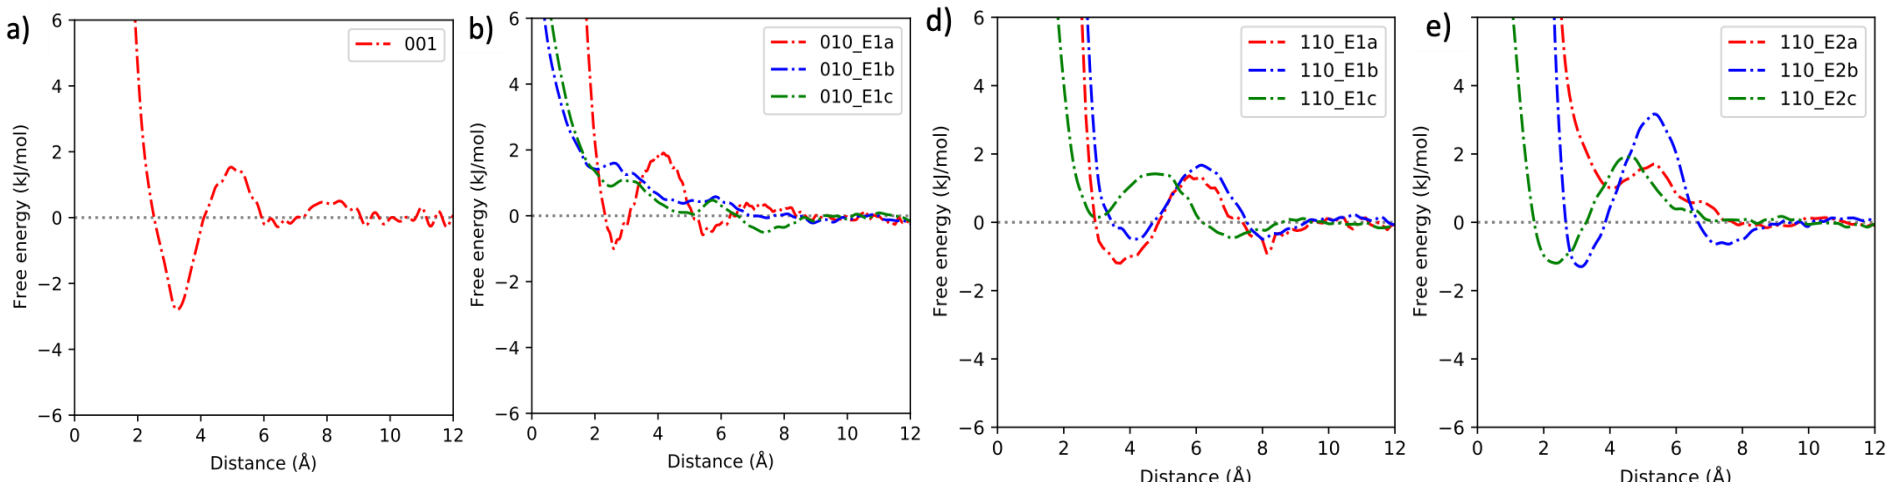 a)
001
Free energy (kJ/mol)
6
4
2
0
−2
−4
−6
0 2 4 6 8 10 12
Distance (Å)
b)
010_E1a
010_E1b
010_E1c
Free energy (kJ/mol)
6
4
2
0
−2
−4
−6
0 2 4 6 8 10 12
Distance (Å)
d)
110_E1a
110_E1b
110_E1c
Free energy (kJ/mol)
6
4
2
0
−2
−4
−6
0 2 4 6 8 10 12
Distance (Å)
e)
110_E2a
110_E2b
110_E2c
Free energy (kJ/mol)
4
2
0
−2
−4
−6
0 2 4 6 8 10 12
Distance (Å)